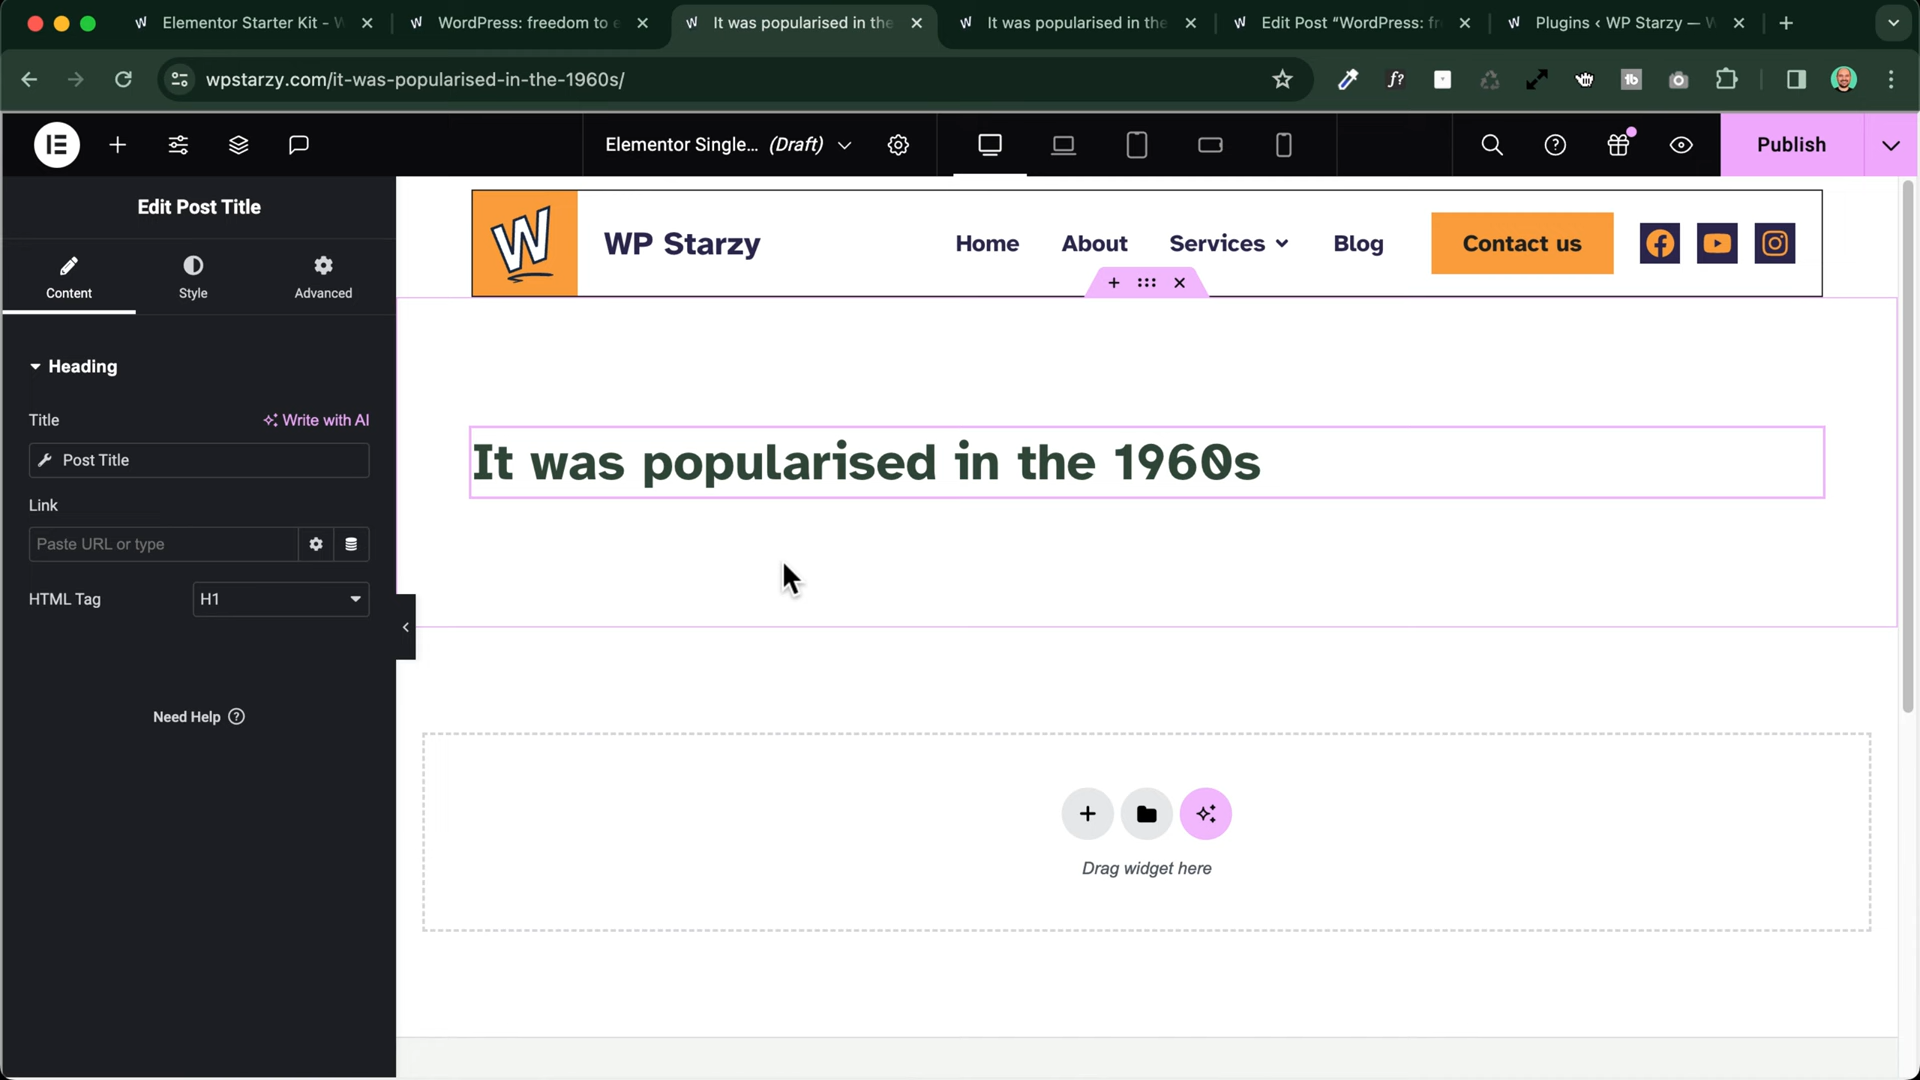 Elementor Starter Kit - W
WordPress: freedom to e
It was popularised in the
It was popularised in the
Edit Post “WordPress: fr
Plugins ‹ WP Starzy — W
wpstarzy.com/it-was-popularised-in-the-1960s/
Elementor Single... (Draft)
Publish
Edit Post Title
Content
Style
Advanced
Heading
Title
Write with AI
Post Title
Link
Paste URL or type
HTML Tag
H1
Need Help
W
WP Starzy
Home
About
Services
Blog
Contact us
It was popularised in the 1960s
Drag widget here